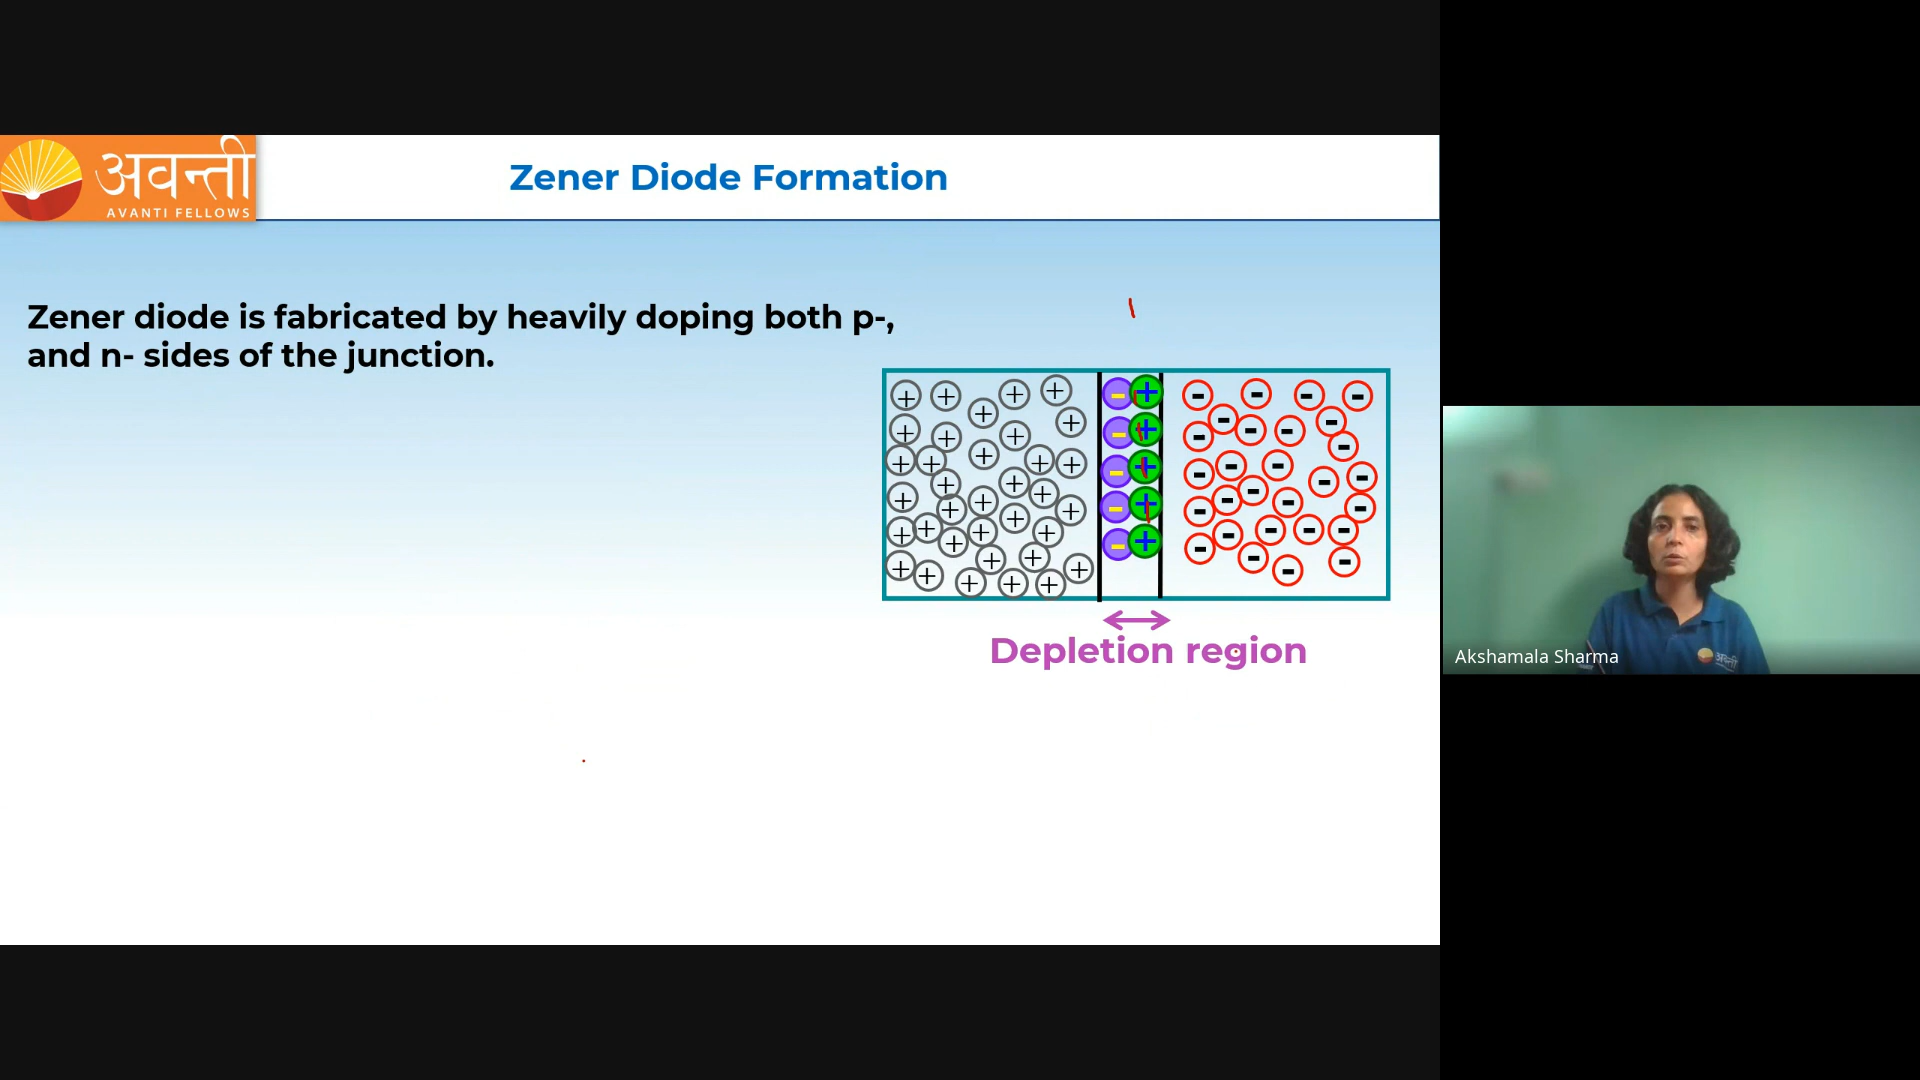 अवन्ती
AVANTI FELLOWS
Zener Diode Formation
Zener diode is fabricated by heavily doping both p-,
and n- sides of the junction.
Depletion region
Akshamala Sharma